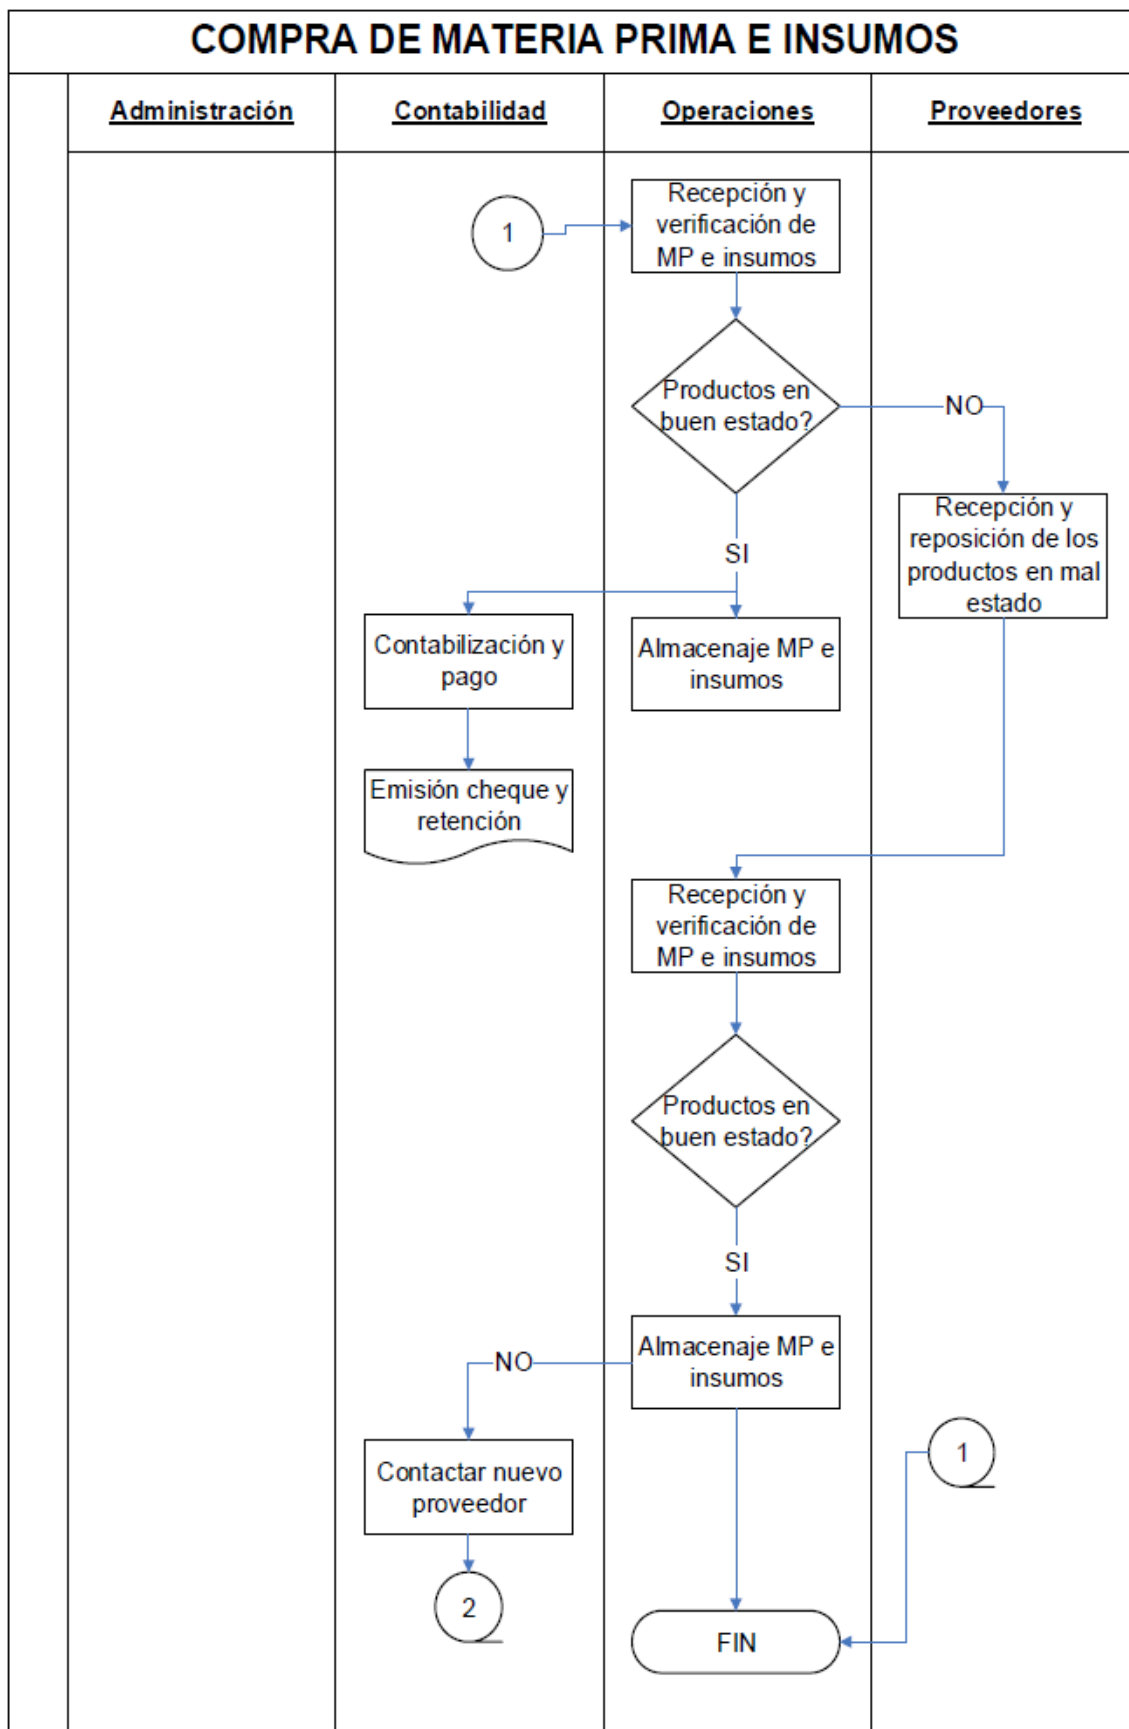 COMPRA DE MATERIA PRIMA E INSUMOS
Administración
Contabilidad
Operaciones
Proveedores
Recepción y
verificación de
MP e insumos
1
Productos en
buen estado?
NO
Recepción y
reposición de los
productos en mal
estado
SI
Contabilización y
pago
Almacenaje MP e
insumos
Emisión cheque y
retención
Recepción y
verificación de
MP e insumos
Productos en
buen estado?
SI
Almacenaje MP e
insumos
NO
1
Contactar nuevo
proveedor
2
FIN